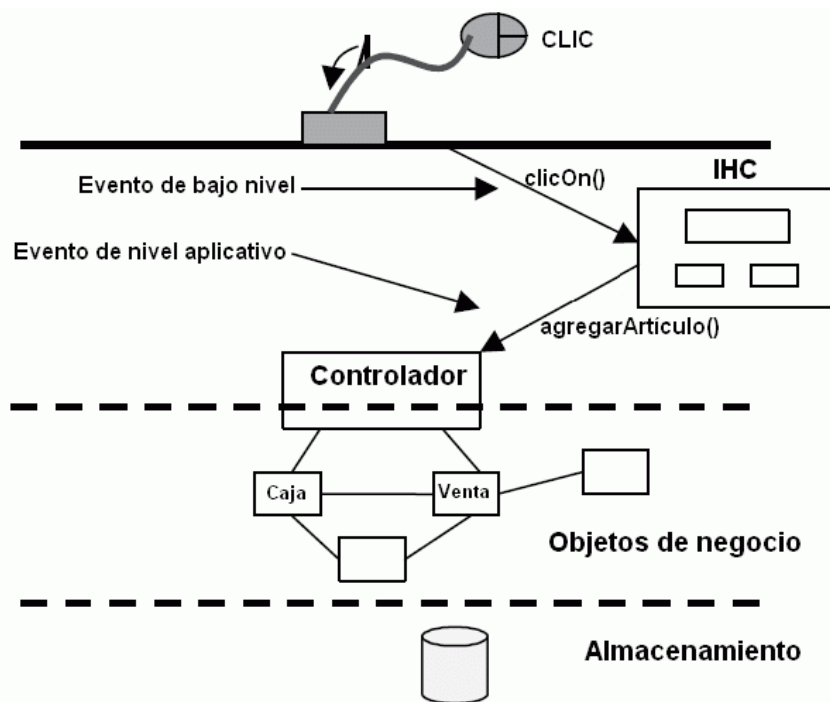 CLIC
IHC
Evento de bajo nivel
clicOn()
Evento de nivel aplicativo
agregarArtículo()
Controlador
Caja
Venta
Objetos de negocio
Almacenamiento